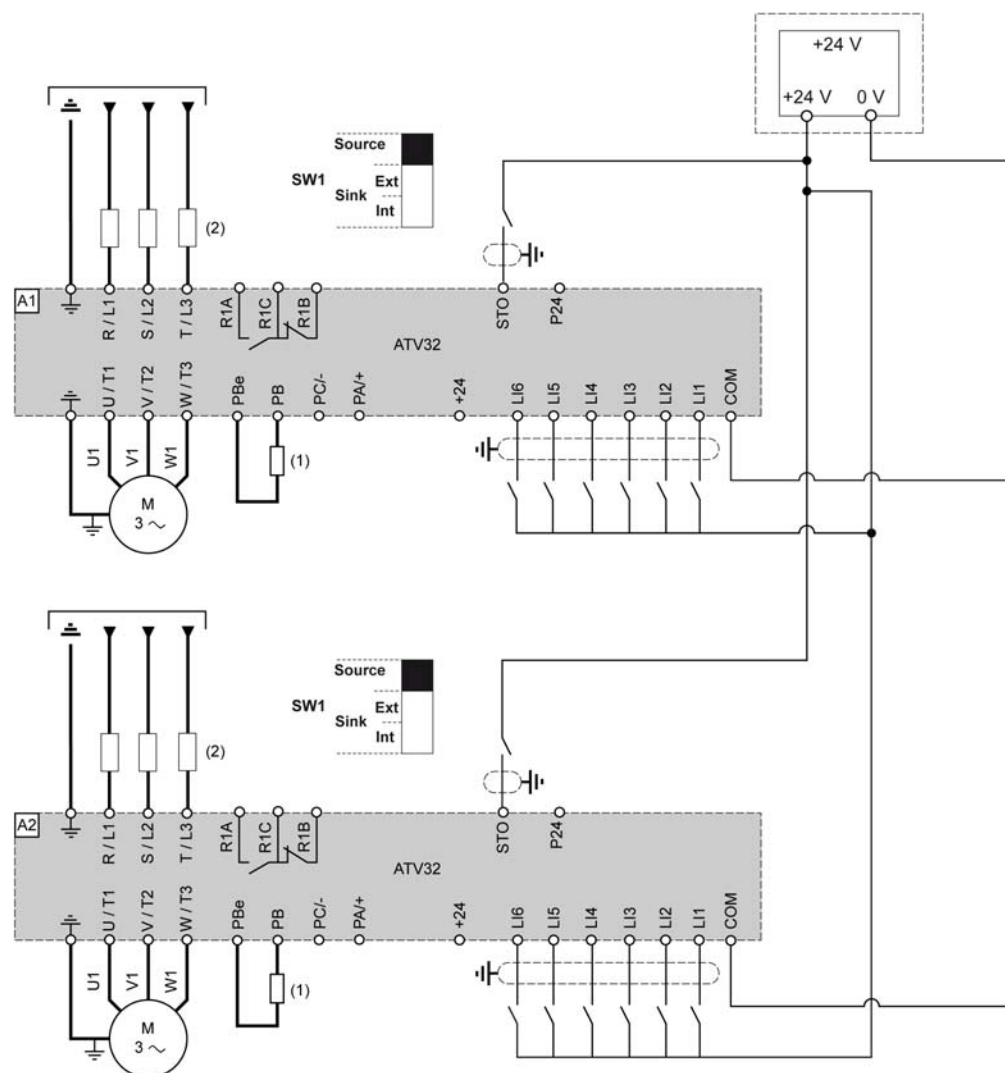 +24 V
+24 V 0 V
Source
SW1 Sink Ext
Int
(2)
A1
R / L1 S / L2 T / L3 R1A R1C R1B STO P24
ATV32
U / T1 V / T2 W / T3 PBe PB PC/- PA/+ +24 LI6 LI5 LI4 LI3 LI2 LI1 COM
U1 V1 W1 (1)
M
3 ~
Source
SW1 Sink Ext
Int
(2)
A2
R / L1 S / L2 T / L3 R1A R1C R1B STO P24
ATV32
U / T1 V / T2 W / T3 PBe PB PC/- PA/+ +24 LI6 LI5 LI4 LI3 LI2 LI1 COM
U1 V1 W1 (1)
M
3 ~